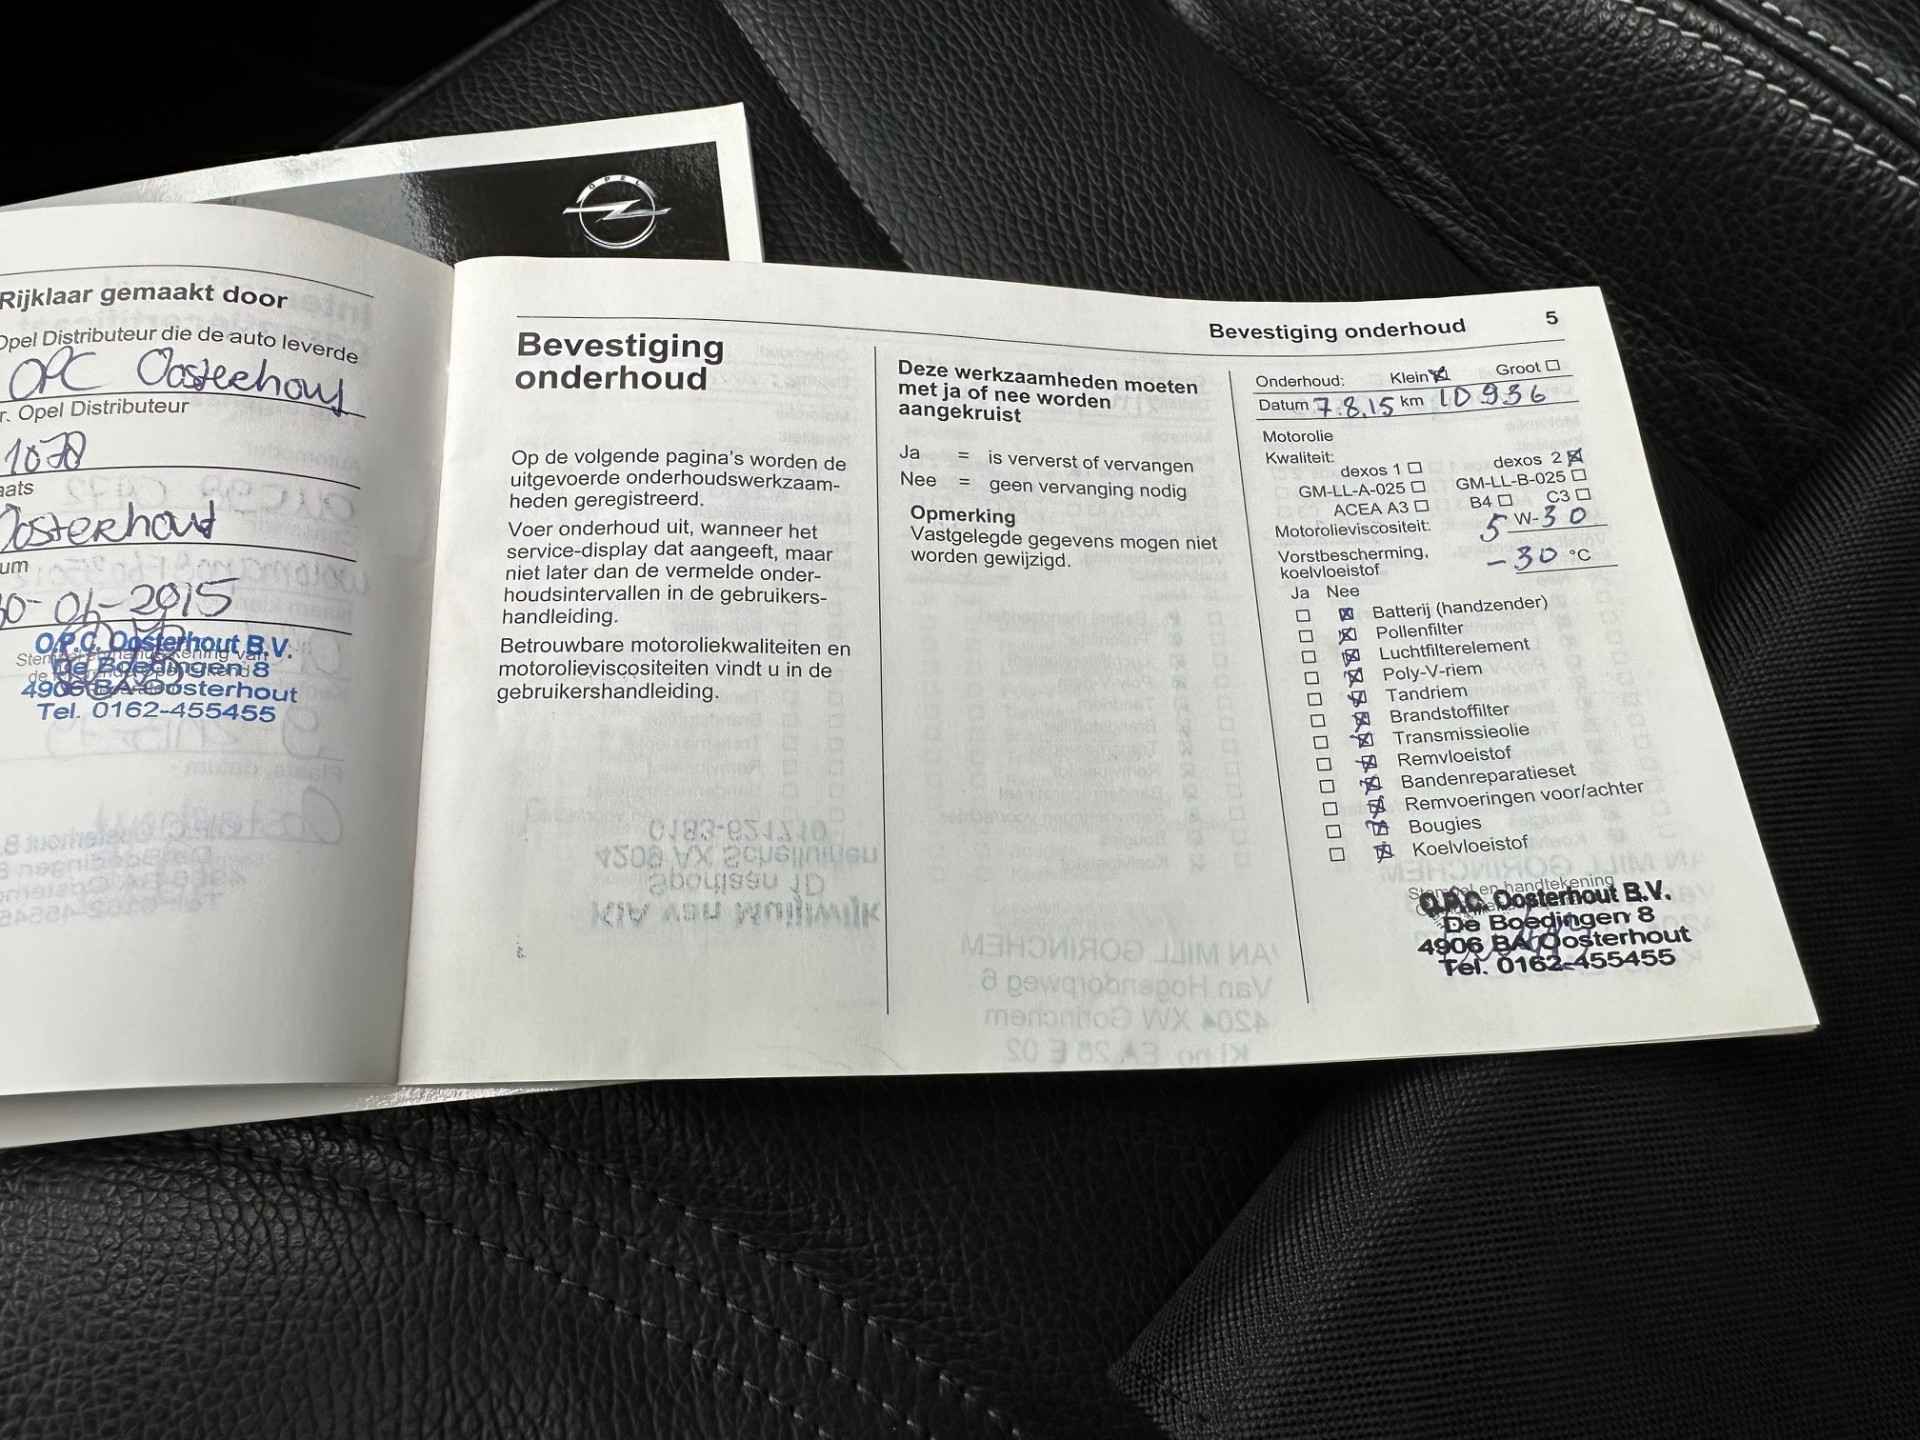 OPEL
Rijklaar gemaakt door
Opel Distributeur die de auto leverde
OPC Oosterhout
r. Opel Distributeur
1070
aats
Oosterhout
um
30-01-2015
O.P.C. Oosterhout B.V.
De Boedingen 8
4906 BA Oosterhout
Tel. 0162-455455
Bevestiging
onderhoud
Op de volgende pagina's worden de
uitgevoerde onderhoudswerkzaam-
heden geregistreerd.
Voer onderhoud uit, wanneer het
service-display dat aangeeft, maar
niet later dan de vermelde onder-
houdsintervallen in de gebruikers-
handleiding.
Betrouwbare motoroliekwaliteiten en
motorolieviscositeiten vindt u in de
gebruikershandleiding.
Deze werkzaamheden moeten
met ja of nee worden
aangekruist
Ja = is ververst of vervangen
Nee = geen vervanging nodig
Opmerking
Vastgelegde gegevens mogen niet
worden gewijzigd.
Bevestiging onderhoud 5
Onderhoud: Klein Groot
Datum 7.8.15 km 10936
Motorolie
Kwaliteit:
dexos 1 dexos 2
GM-LL-A-025 GM-LL-B-025
ACEA A3 B4 C3
Motorolieviscositeit: 5 W-30
Vorstbescherming,
koelvloeistof -30 °C
Ja Nee
Batterij (handzender)
Pollenfilter
Luchtfilterelement
Poly-V-riem
Tandriem
Brandstoffilter
Transmissieolie
Remvloeistof
Bandenreparatieset
Remvoeringen voor/achter
Bougies
Koelvloeistof
Stempel en handtekening
O.P.C. Oosterhout B.V.
De Boedingen 8
4906 BA Oosterhout
Tel. 0162-455455